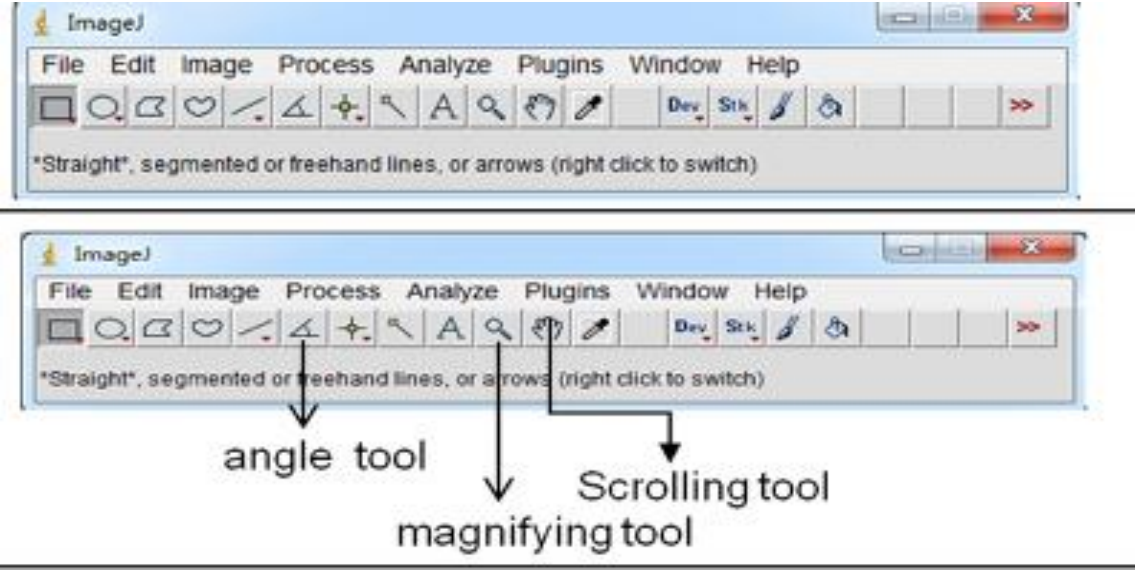 ImageJ
File Edit Image Process Analyze Plugins Window Help
A Dev Stk >>
*Straight*, segmented or freehand lines, or arrows (right click to switch)
ImageJ
File Edit Image Process Analyze Plugins Window Help
A Dev Stk >>
*Straight*, segmented or freehand lines, or arrows (right click to switch)
angle tool
Scrolling tool
magnifying tool